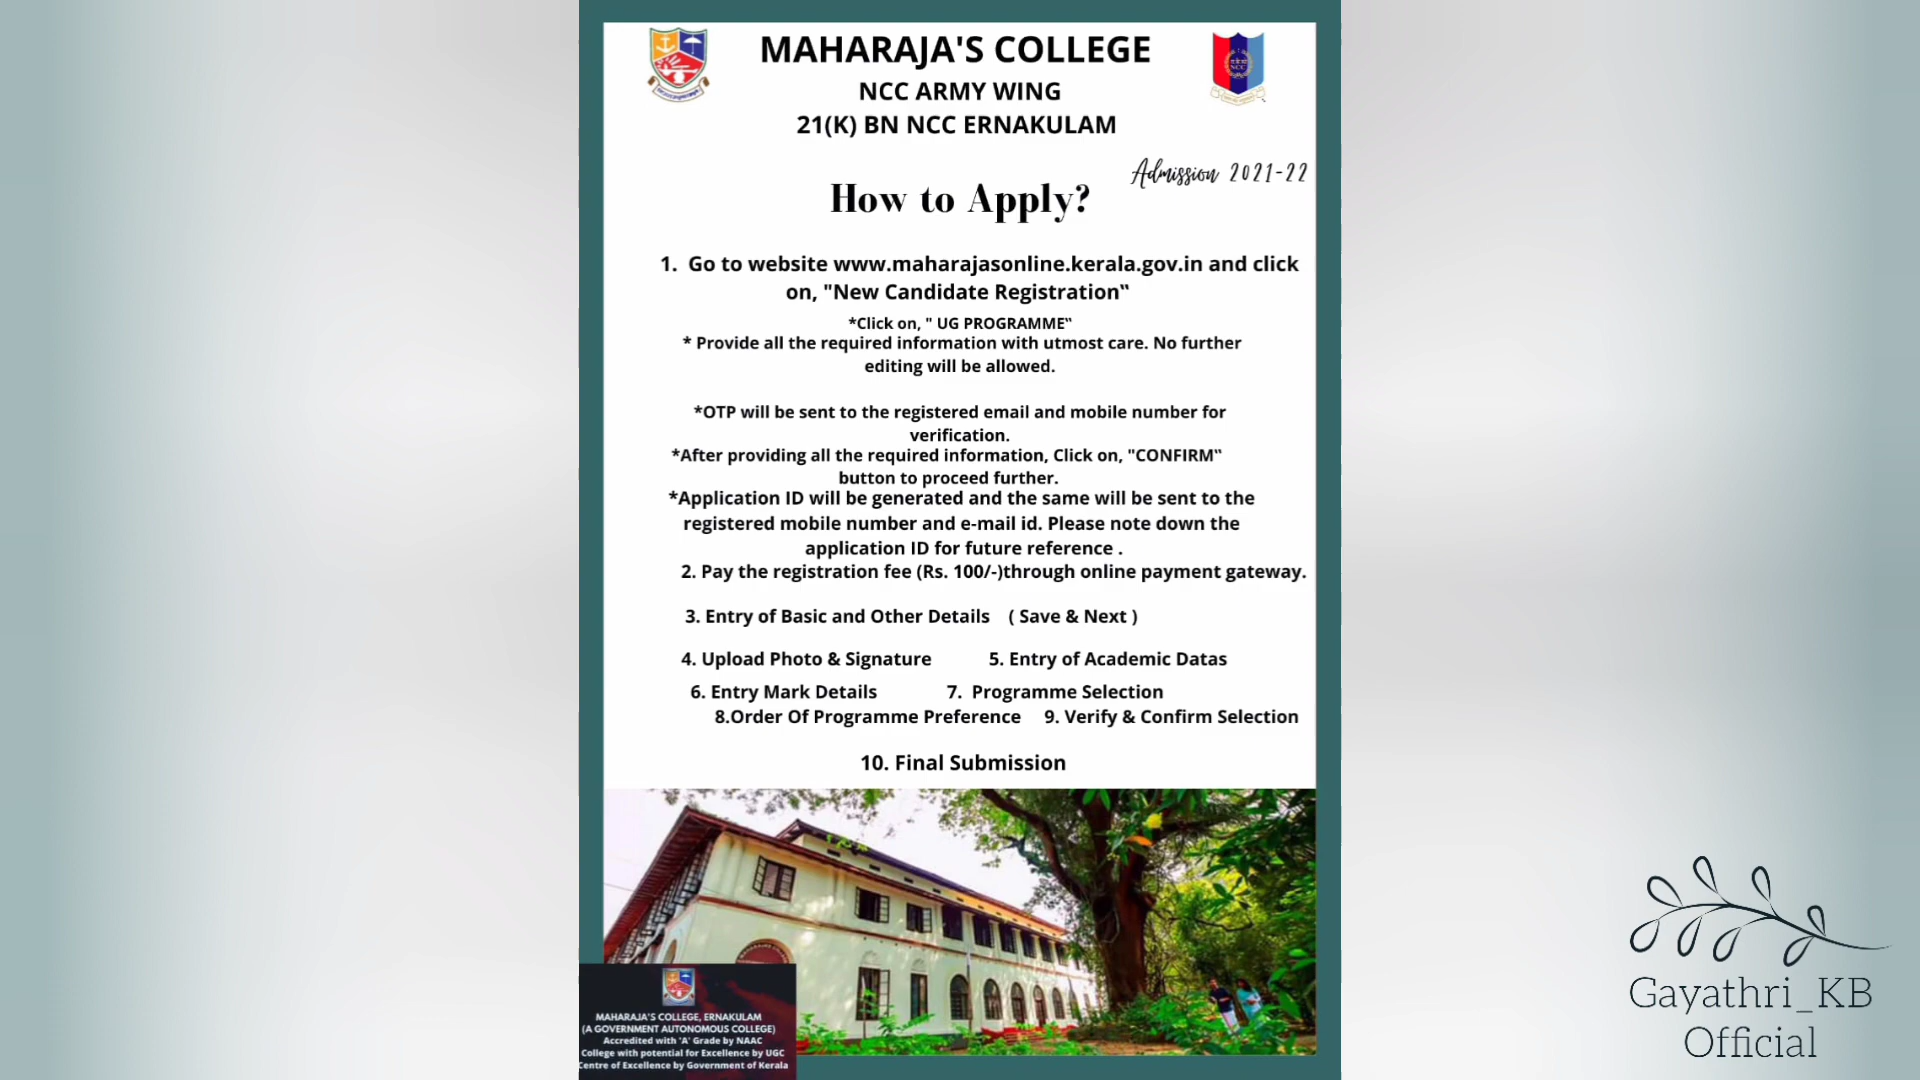 MAHARAJA'S COLLEGE
NCC ARMY WING
21(K) BN NCC ERNAKULAM
Admission 2021-22
How to Apply?
1. Go to website www.maharajasonline.kerala.gov.in and click
on, "New Candidate Registration"
*Click on, " UG PROGRAMME"
* Provide all the required information with utmost care. No further
editing will be allowed.
*OTP will be sent to the registered email and mobile number for
verification.
*After providing all the required information, Click on, "CONFIRM"
button to proceed further.
*Application ID will be generated and the same will be sent to the
registered mobile number and e-mail id. Please note down the
application ID for future reference .
2. Pay the registration fee (Rs. 100/-)through online payment gateway.
3. Entry of Basic and Other Details ( Save & Next )
4. Upload Photo & Signature 5. Entry of Academic Datas
6. Entry Mark Details 7. Programme Selection
8.Order Of Programme Preference 9. Verify & Confirm Selection
10. Final Submission
MAHARAJA'S COLLEGE, ERNAKULAM
(A GOVERNMENT AUTONOMOUS COLLEGE)
Accredited with 'A' Grade by NAAC
College with potential for Excellence by UGC
Centre of Excellence by Government of Kerala
Gayathri_KB
Official